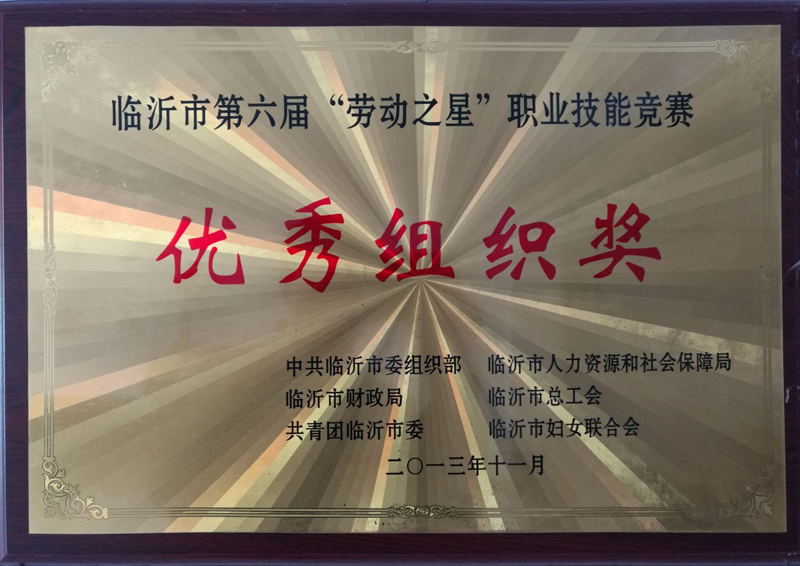 临沂市第六届“劳动之星”职业技能竞赛
优秀组织奖
中共临沂市委组织部 临沂市人力资源和社会保障局
临沂市财政局 临沂市总工会
共青团临沂市委 临沂市妇女联合会
二〇一三年十一月